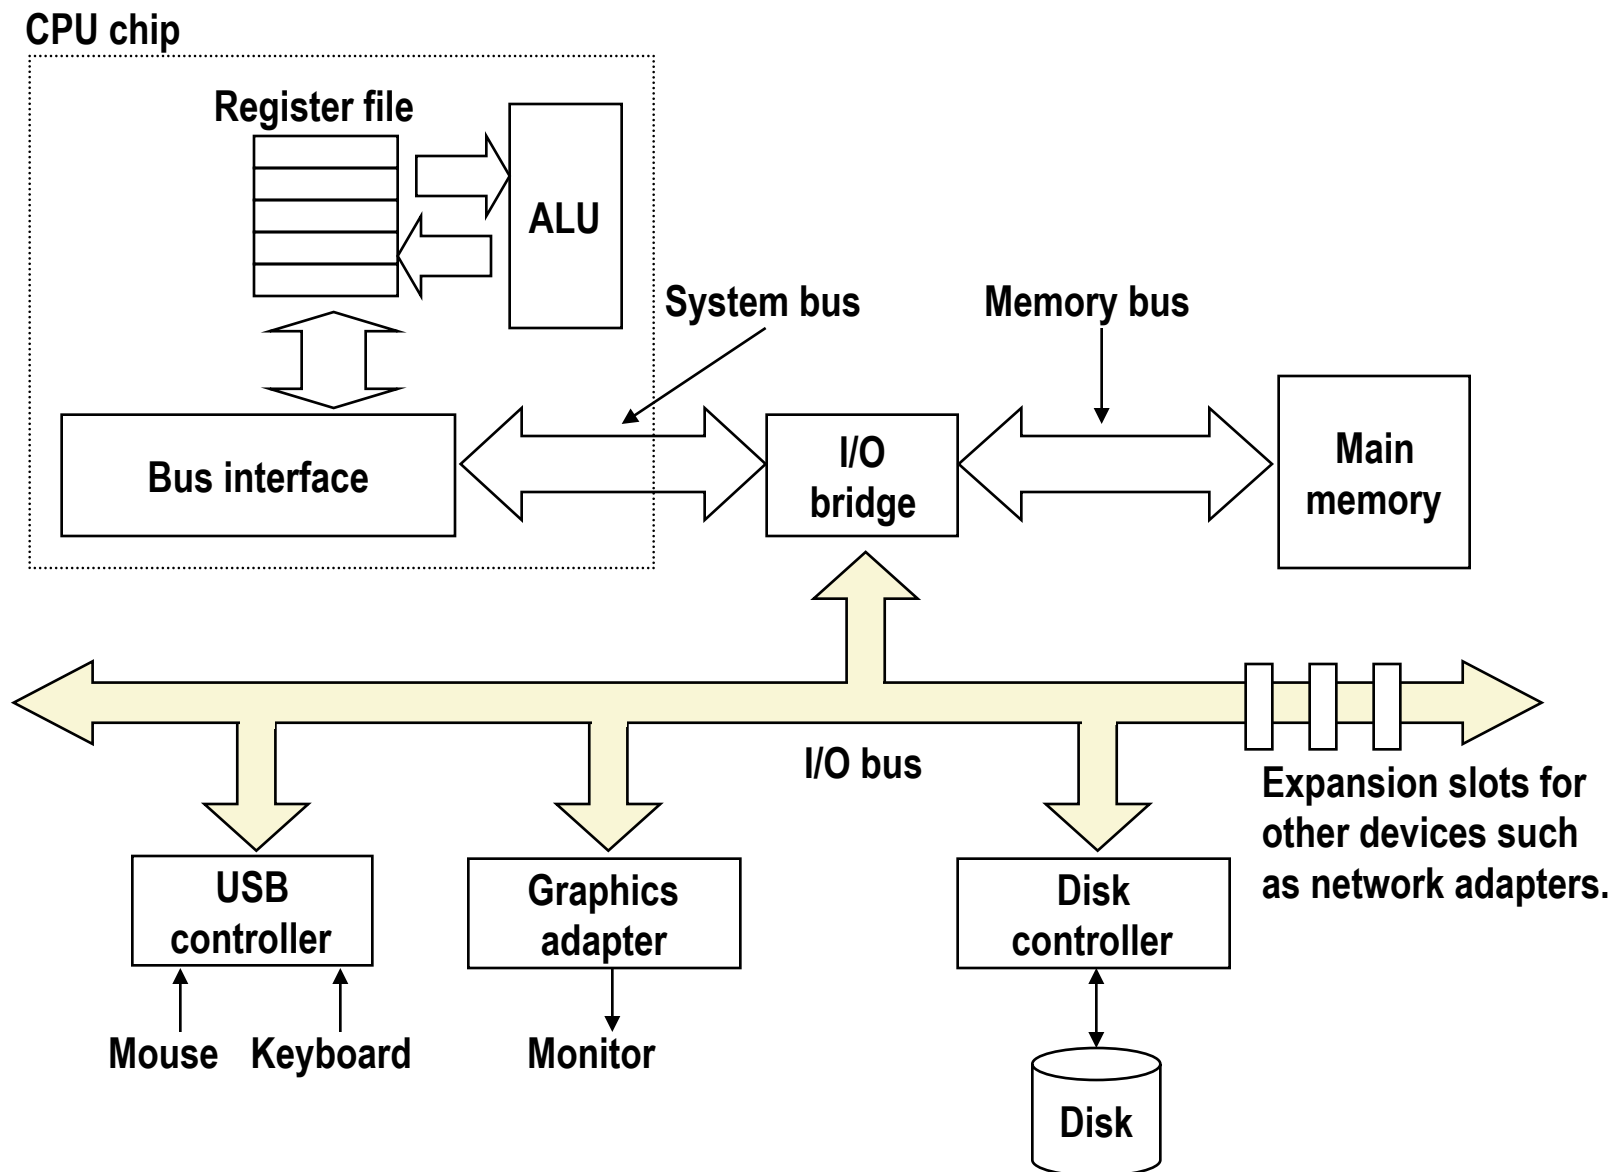 CPU chip
Register file
ALU
System bus
Memory bus
Bus interface
I/O
bridge
Main
memory
I/O bus
Expansion slots for
other devices such
as network adapters.
USB
controller
Graphics
adapter
Disk
controller
Mouse
Keyboard
Monitor
Disk